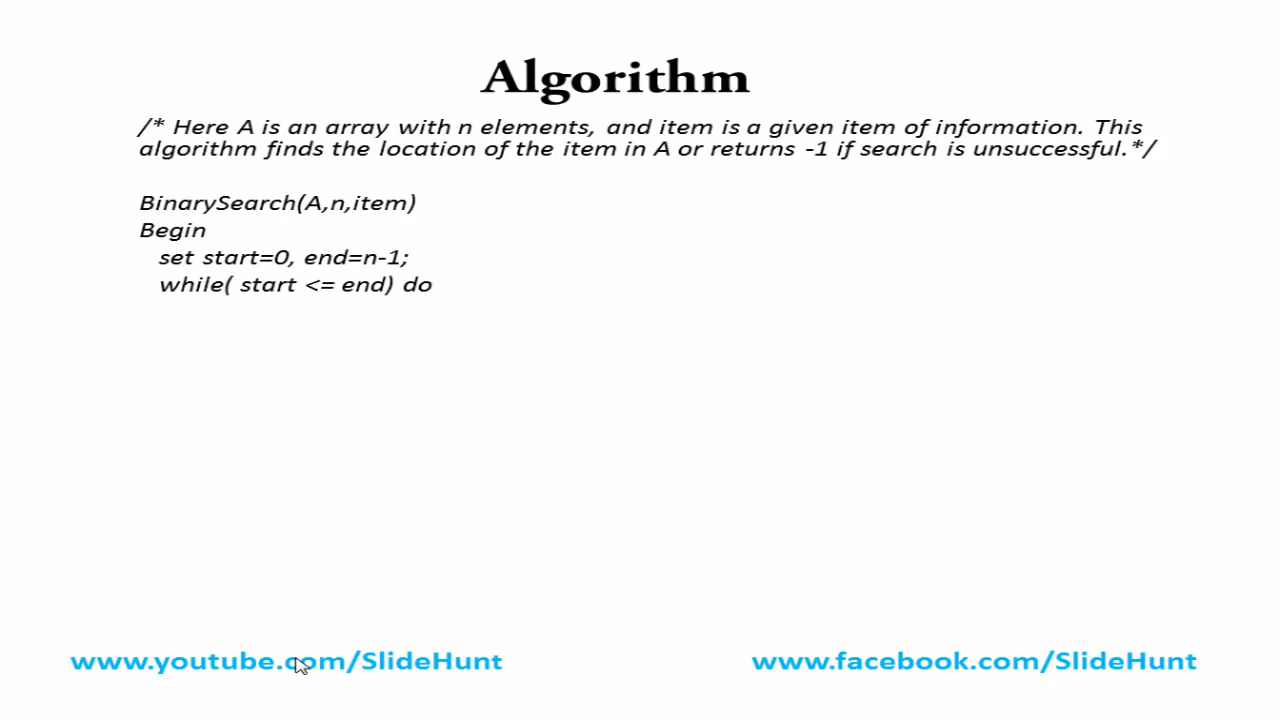 Algorithm
/* Here A is an array with n elements, and item is a given item of information. This
algorithm finds the location of the item in A or returns -1 if search is unsuccessful.*/
BinarySearch(A,n,item)
Begin
set start=0, end=n-1;
while( start <= end) do
www.youtube.com/SlideHunt
www.facebook.com/SlideHunt